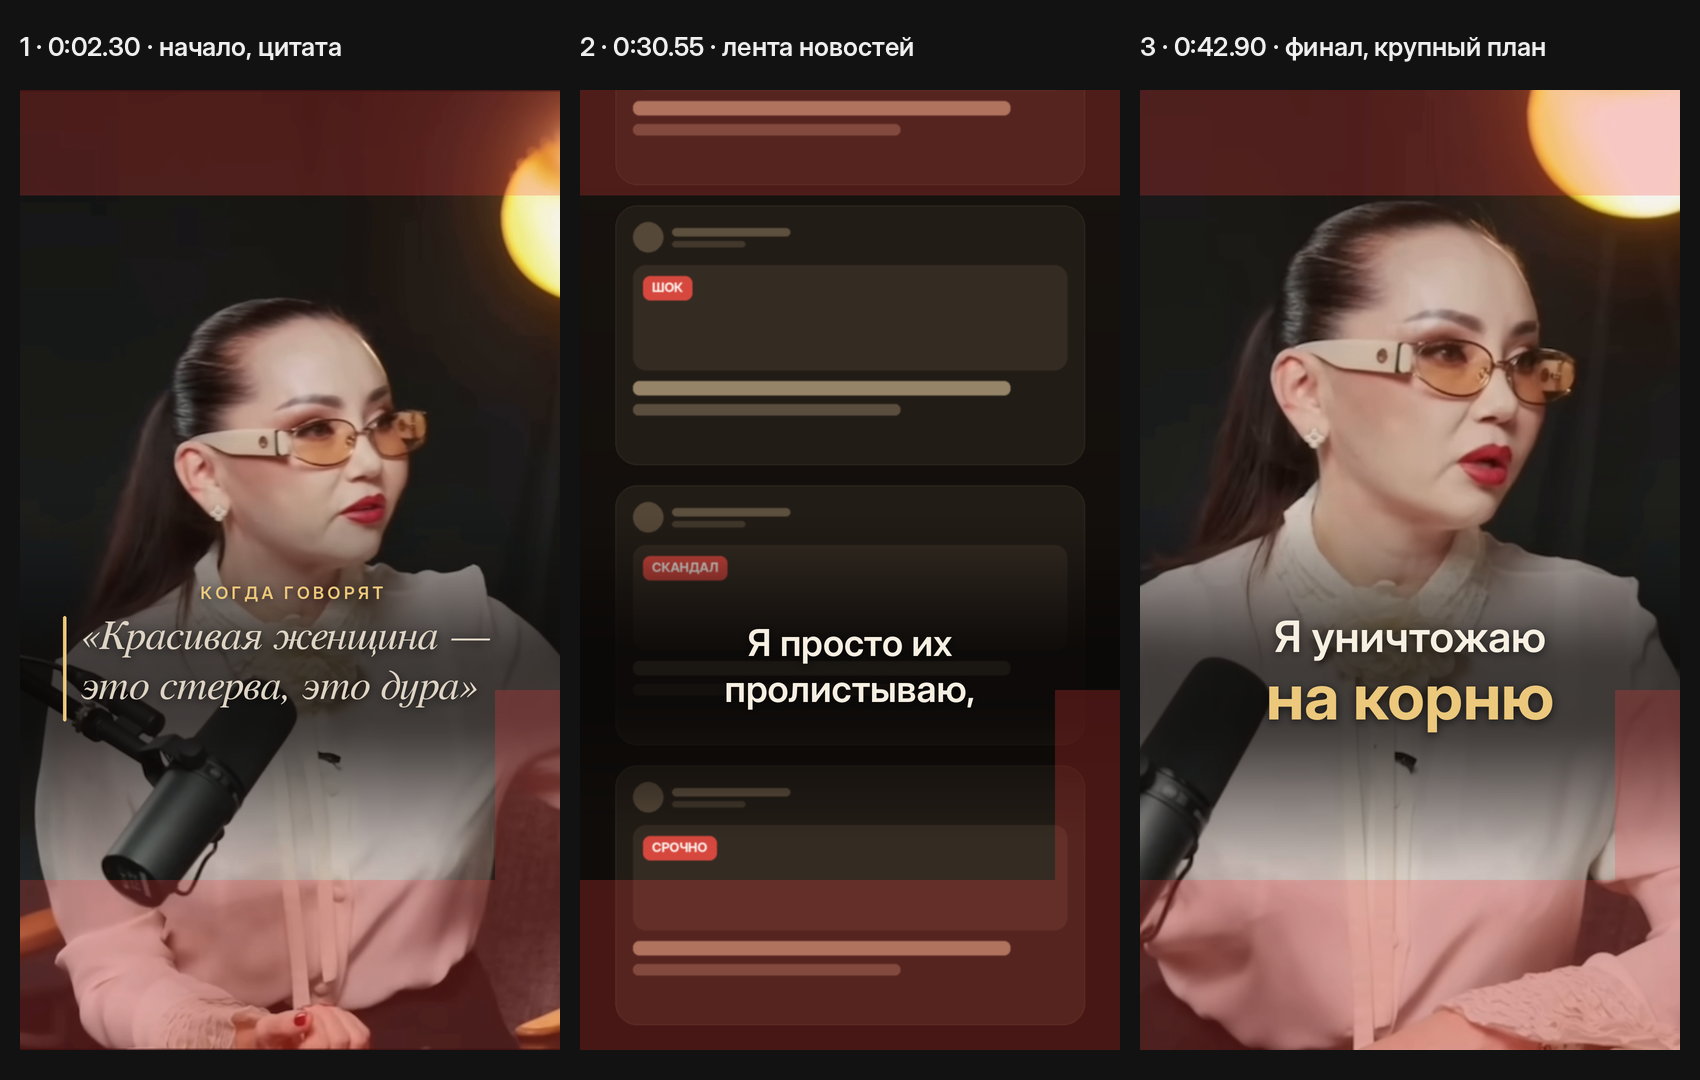 1 · 0:02.30 · начало, цитата
КОГДА ГОВОРЯТ
«Красивая женщина —
это стерва, это дура»
2 · 0:30.55 · лента новостей
ШОК
СКАНДАЛ
Я просто их
пролистываю,
СРОЧНО
3 · 0:42.90 · финал, крупный план
Я уничтожаю
на корню